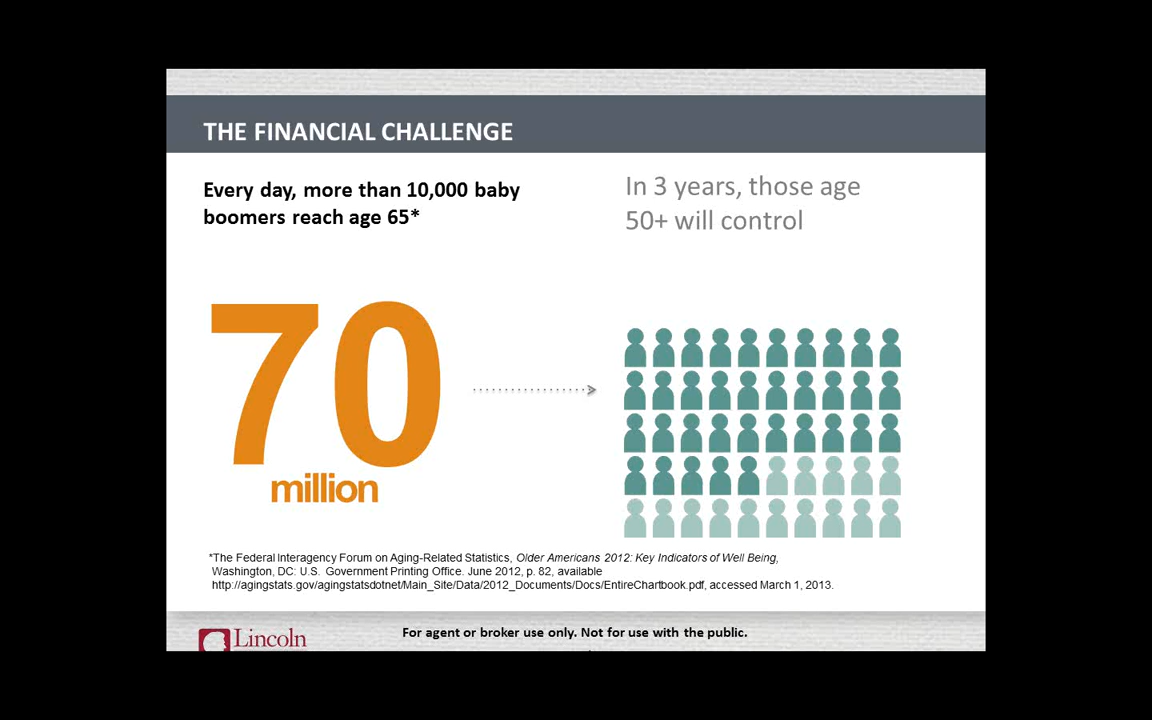 THE FINANCIAL CHALLENGE
Every day, more than 10,000 baby
boomers reach age 65*
In 3 years, those age
50+ will control
70
million
*The Federal Interagency Forum on Aging-Related Statistics, Older Americans 2012: Key Indicators of Well Being,
Washington, DC: U.S. Government Printing Office. June 2012, p. 82, available
http://agingstats.gov/agingstatsdotnet/Main_Site/Data/2012_Documents/Docs/EntireChartbook.pdf, accessed March 1, 2013.
Lincoln
For agent or broker use only. Not for use with the public.